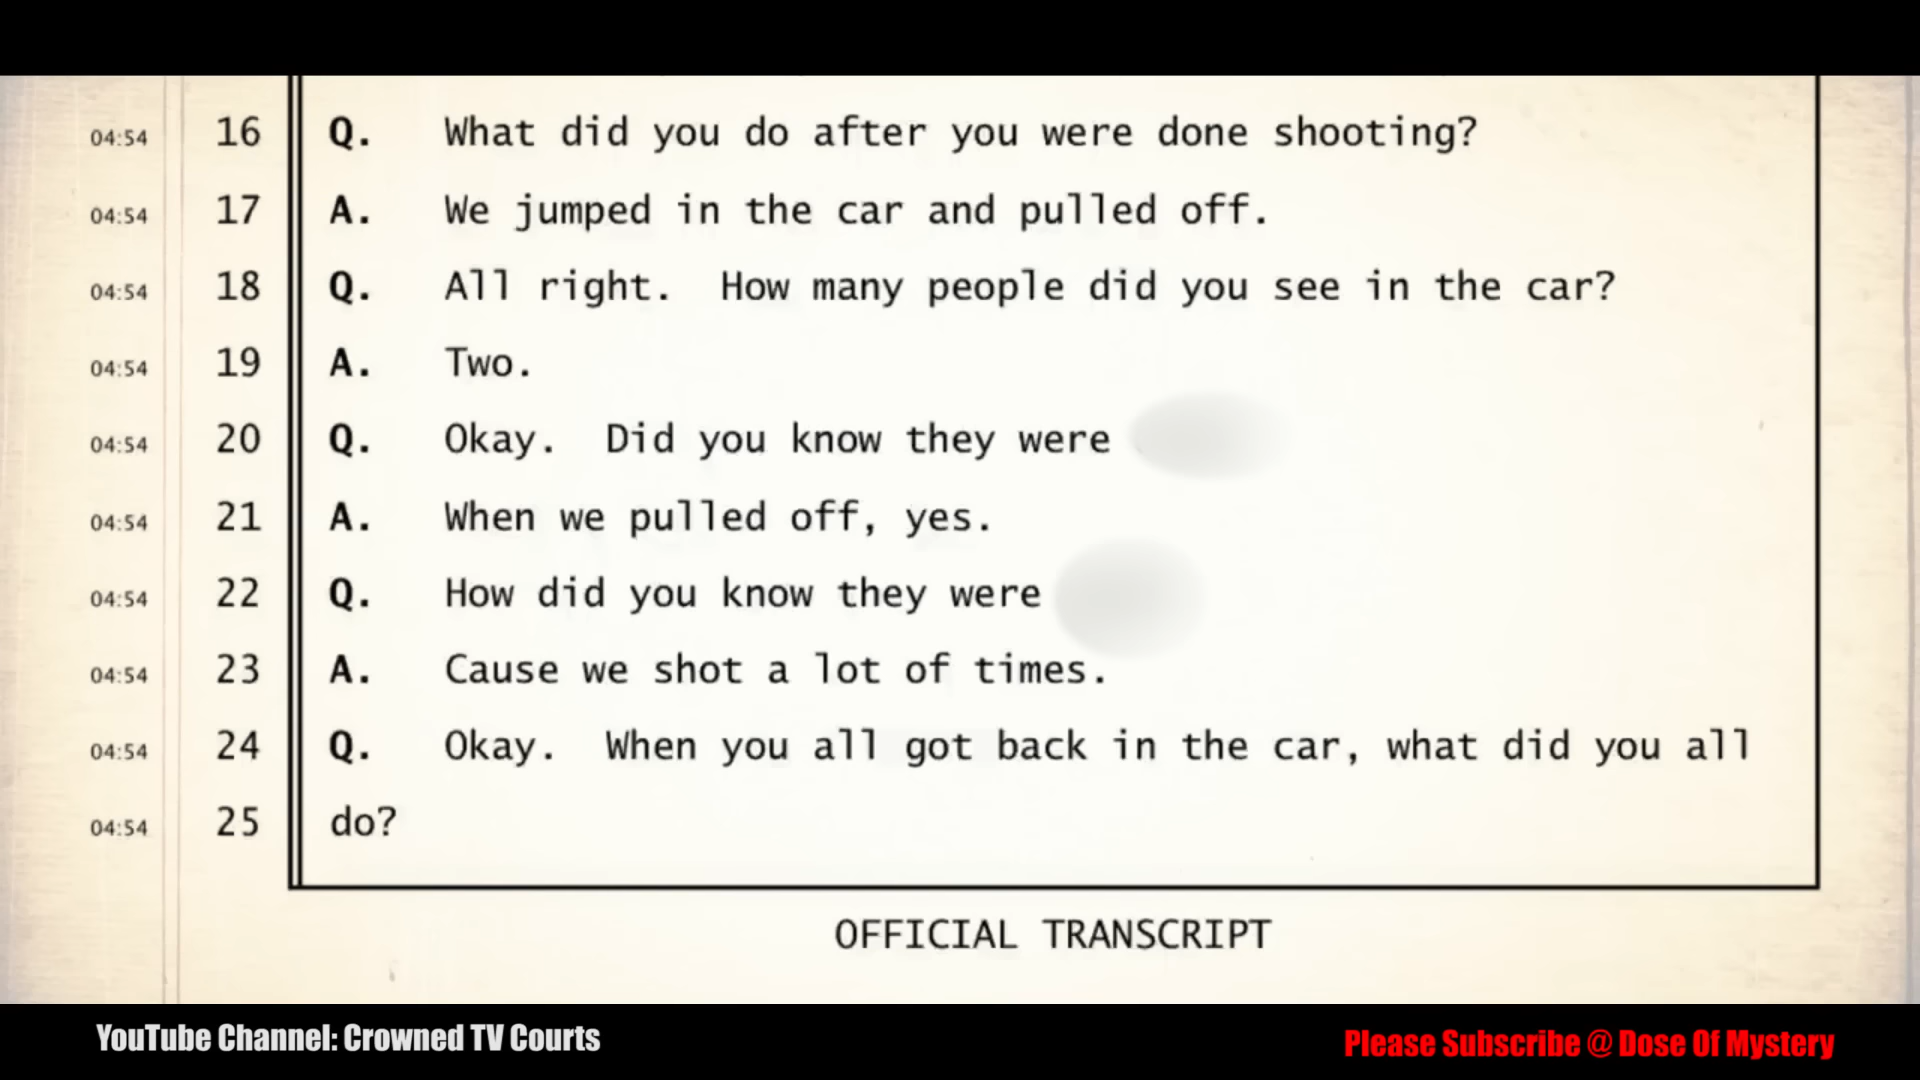 04:54 16 Q. What did you do after you were done shooting?
04:54 17 A. We jumped in the car and pulled off.
04:54 18 Q. All right. How many people did you see in the car?
04:54 19 A. Two.
04:54 20 Q. Okay. Did you know they were
04:54 21 A. When we pulled off, yes.
04:54 22 Q. How did you know they were
04:54 23 A. Cause we shot a lot of times.
04:54 24 Q. Okay. When you all got back in the car, what did you all
04:54 25 do?
OFFICIAL TRANSCRIPT
YouTube Channel: Crowned TV Courts
Please Subscribe @ Dose Of Mystery